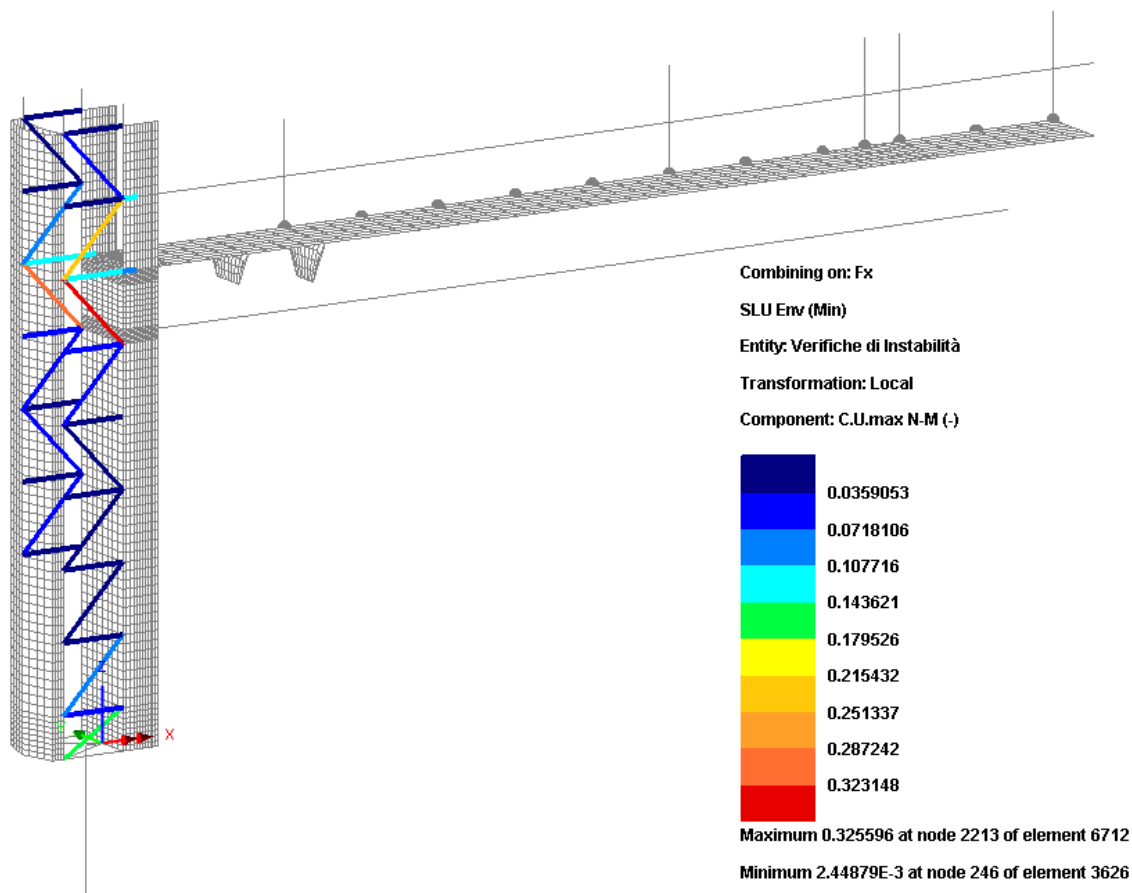 Combining on: Fx
SLU Env (Min)
Entity: Verifiche di Instabilità
Transformation: Local
Component: C.U.max N-M (-)
0.0359053
0.0718106
0.107716
0.143621
0.179526
0.215432
0.251337
0.287242
0.323148
Z
Y
X
Maximum 0.325596 at node 2213 of element 6712
Minimum 2.44879E-3 at node 246 of element 3626